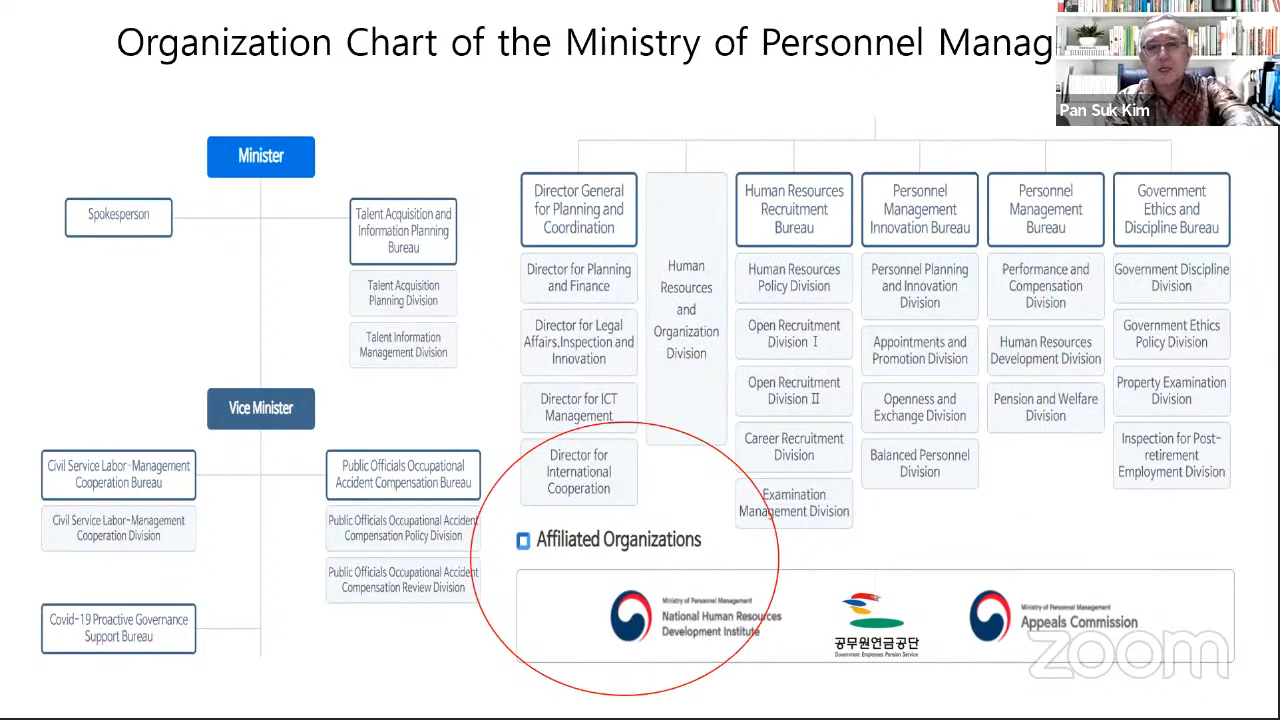 Organization Chart of the Ministry of Personnel Manag
Pan Suk Kim
Minister
Spokesperson
Talent Acquisition and
Information Planning
Bureau
Talent Acquisition
Planning Division
Talent Information
Management Division
Vice Minister
Civil Service Labor-Management
Cooperation Bureau
Civil Service Labor-Management
Cooperation Division
Public Officials Occupational
Accident Compensation Bureau
Public Officials Occupational Accident
Compensation Policy Division
Public Officials Occupational Accident
Compensation Review Division
Covid-19 Proactive Governance
Support Bureau
Director General
for Planning and
Coordination
Director for Planning
and Finance
Director for Legal
Affairs,Inspection and
Innovation
Director for ICT
Management
Director for
International
Cooperation
Human
Resources
and
Organization
Division
Human Resources
Recruitment
Bureau
Human Resources
Policy Division
Open Recruitment
Division Ⅰ
Open Recruitment
Division Ⅱ
Career Recruitment
Division
Examination
Management Division
Personnel
Management
Innovation Bureau
Personnel Planning
and Innovation
Division
Appointments and
Promotion Division
Openness and
Exchange Division
Balanced Personnel
Division
Personnel
Management
Bureau
Performance and
Compensation
Division
Human Resources
Development Division
Pension and Welfare
Division
Government
Ethics and
Discipline Bureau
Government Discipline
Division
Government Ethics
Policy Division
Property Examination
Division
Inspection for Post-
retirement
Employment Division
Affiliated Organizations
Ministry of Personnel Management
National Human Resources
Development Institute
공무원연금공단
Government Employees Pension Service
Ministry of Personnel Management
Appeals Commission
zoom